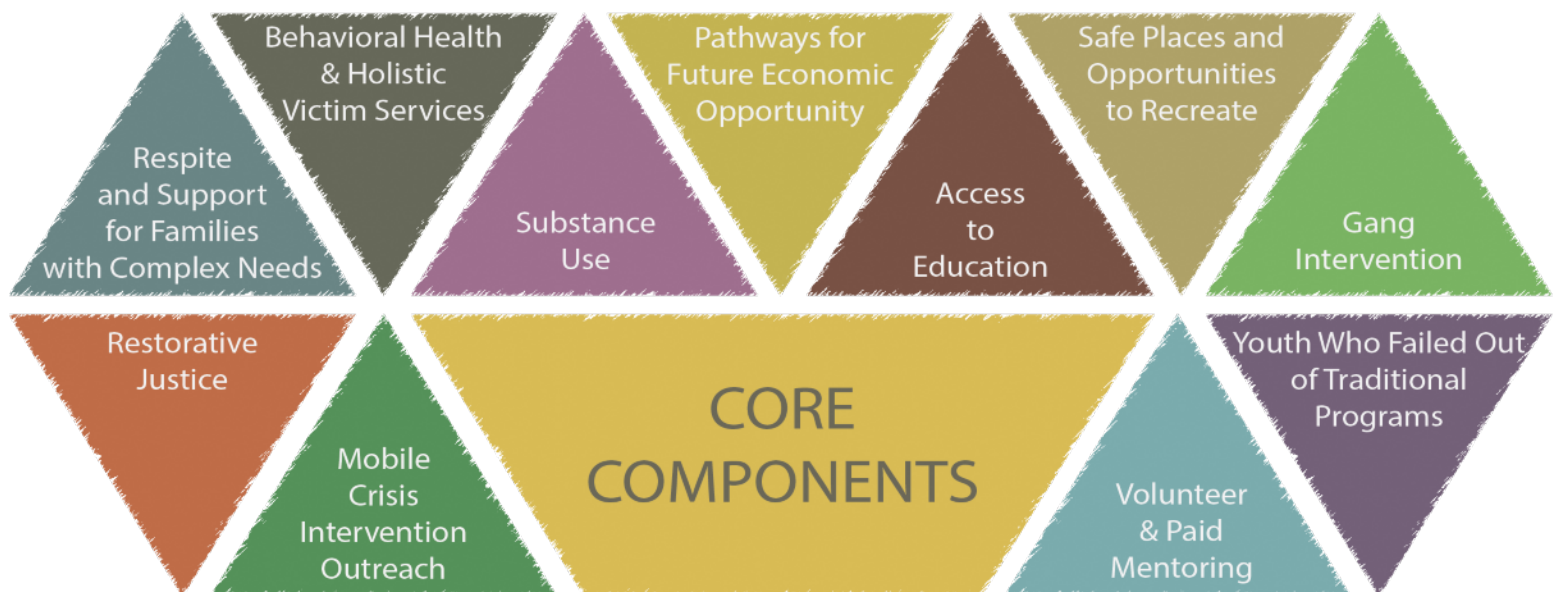 Respite
and Support
for Families
with Complex Needs
Behavioral Health
& Holistic
Victim Services
Substance
Use
Pathways for
Future Economic
Opportunity
Access
to
Education
Safe Places and
Opportunities
to Recreate
Gang
Intervention
Restorative
Justice
Mobile
Crisis
Intervention
Outreach
CORE
COMPONENTS
Volunteer
& Paid
Mentoring
Youth Who Failed Out
of Traditional
Programs